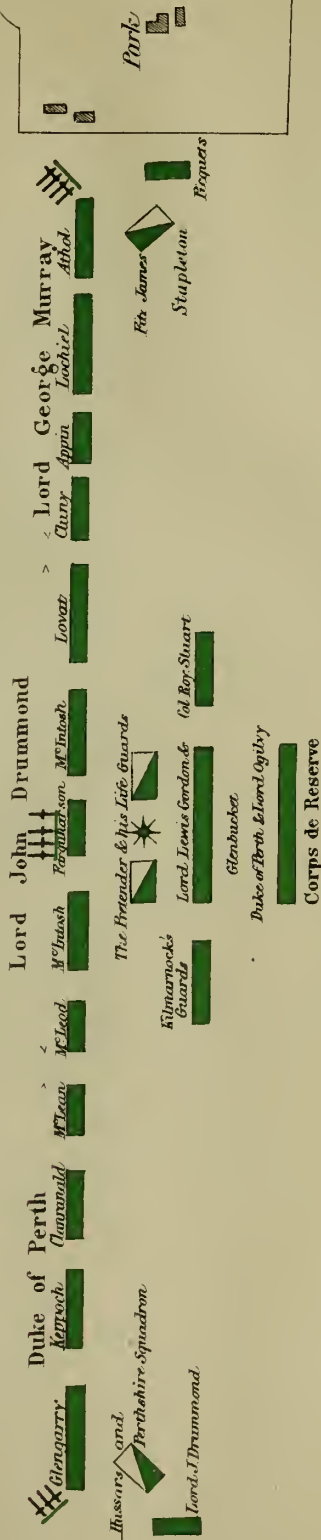 Park
Lord George Murray
Athol
Lochiel
Appin
Cluny
Lovat
Lord John Drummond
McIntosh
Farquharson
McIntosh
McLeod
McLean
Duke of Perth
Clanranald
Keppoch
Glengarry
Picquets
Fitz James
Stapleton
The Pretender & his Life Guards
Col Roy Stuart
Lord Lewis Gordon &
Glenbucket
Kilmarnock's
Guards
Duke of Perth & Lord Ogilvy
Corps de Reserve
Hussars and
Perthshire Squadron
Lord J. Drummond